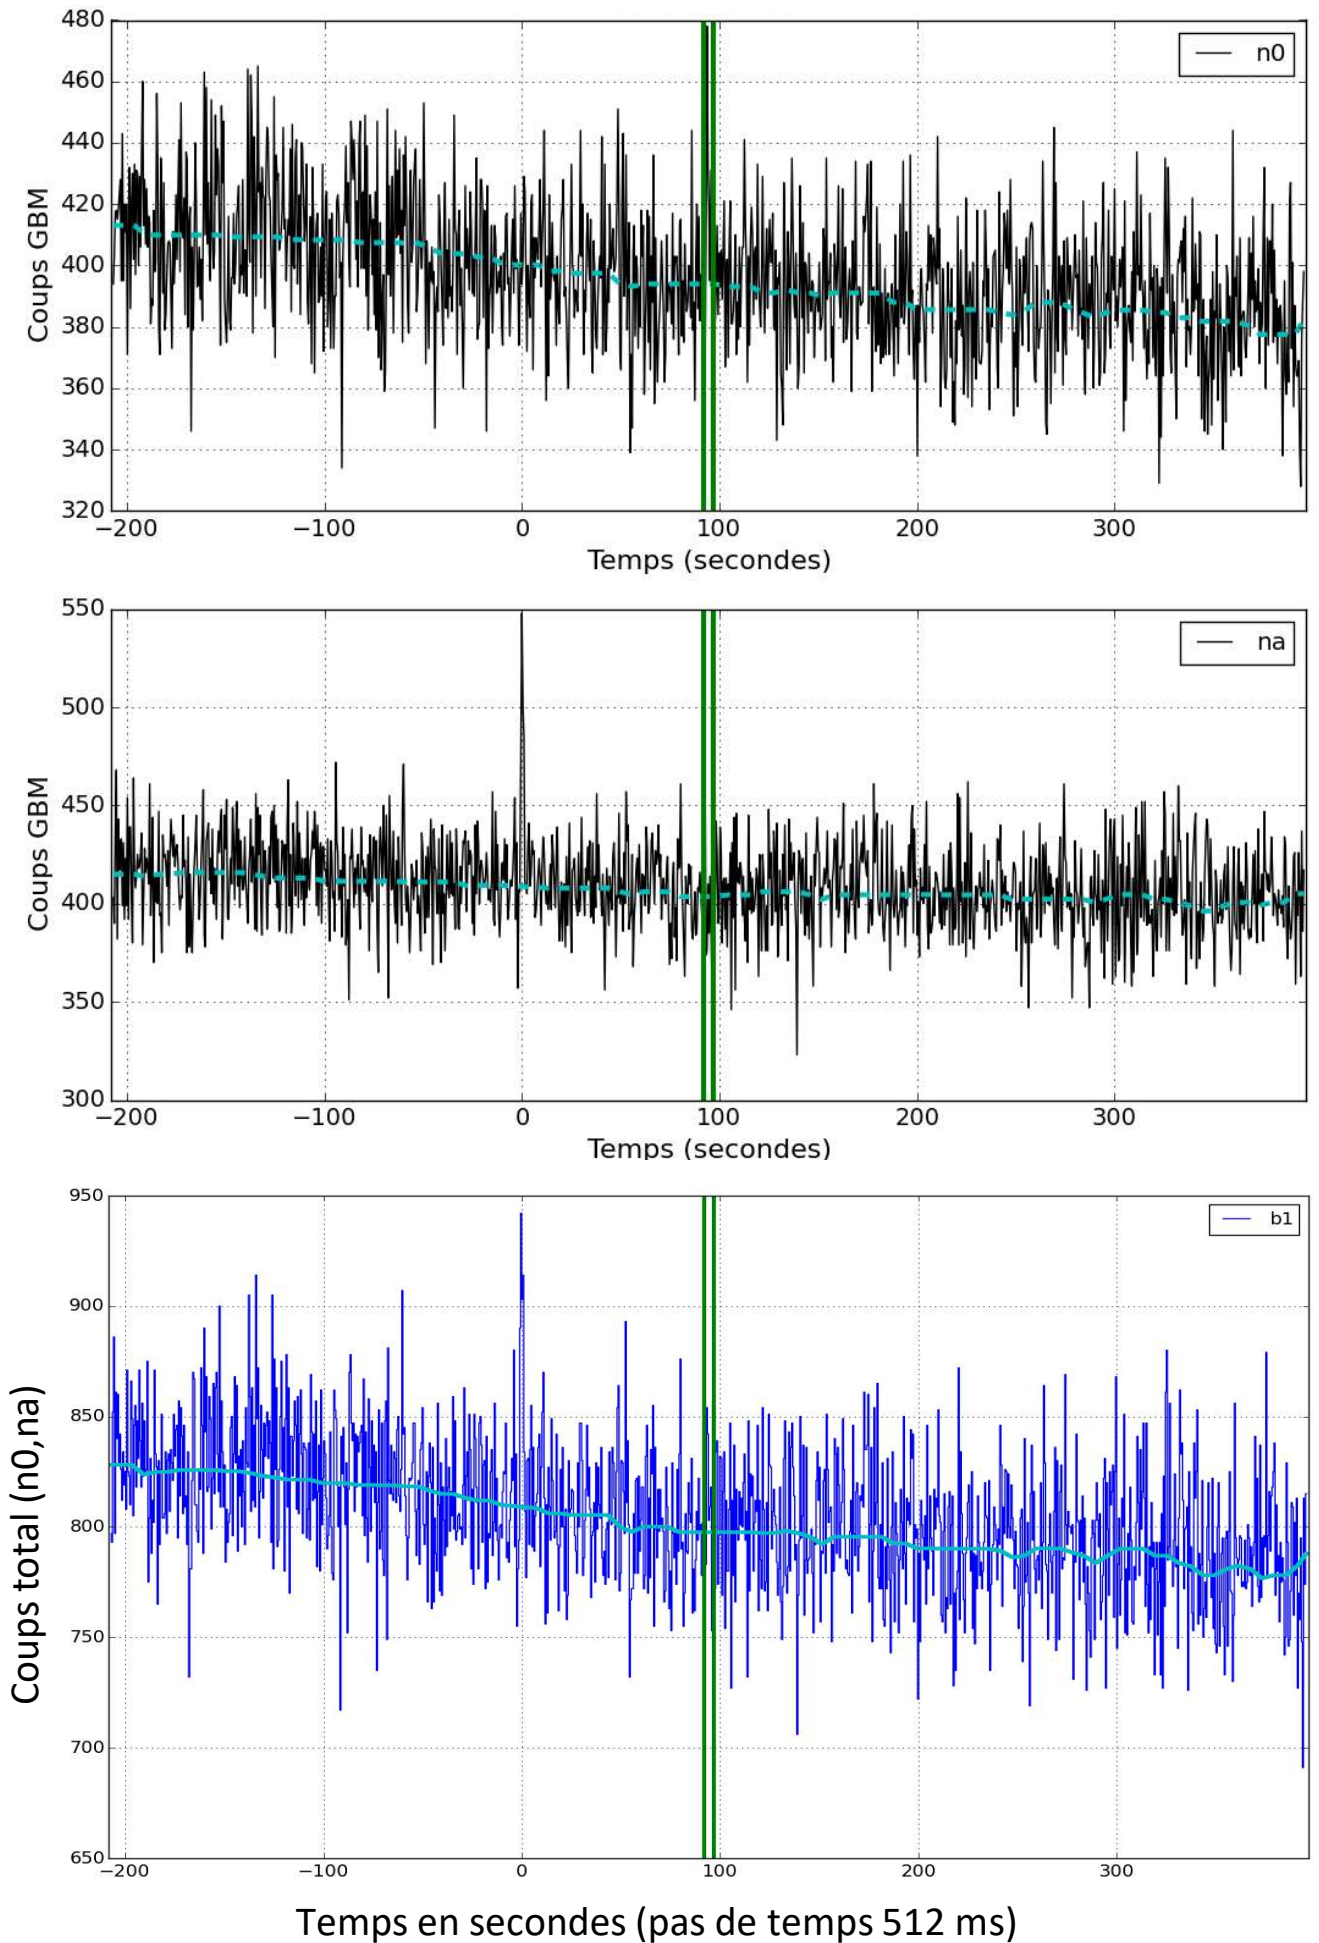 480
460
440
420
400
380
360
340
320
Coups GBM
n0
−200 −100 0 100 200 300
Temps (secondes)
550
500
450
400
350
300
Coups GBM
na
−200 −100 0 100 200 300
Temps (secondes)
950
900
850
800
750
700
650
Coups total (n0,na)
b1
−200 −100 0 100 200 300
Temps en secondes (pas de temps 512 ms)